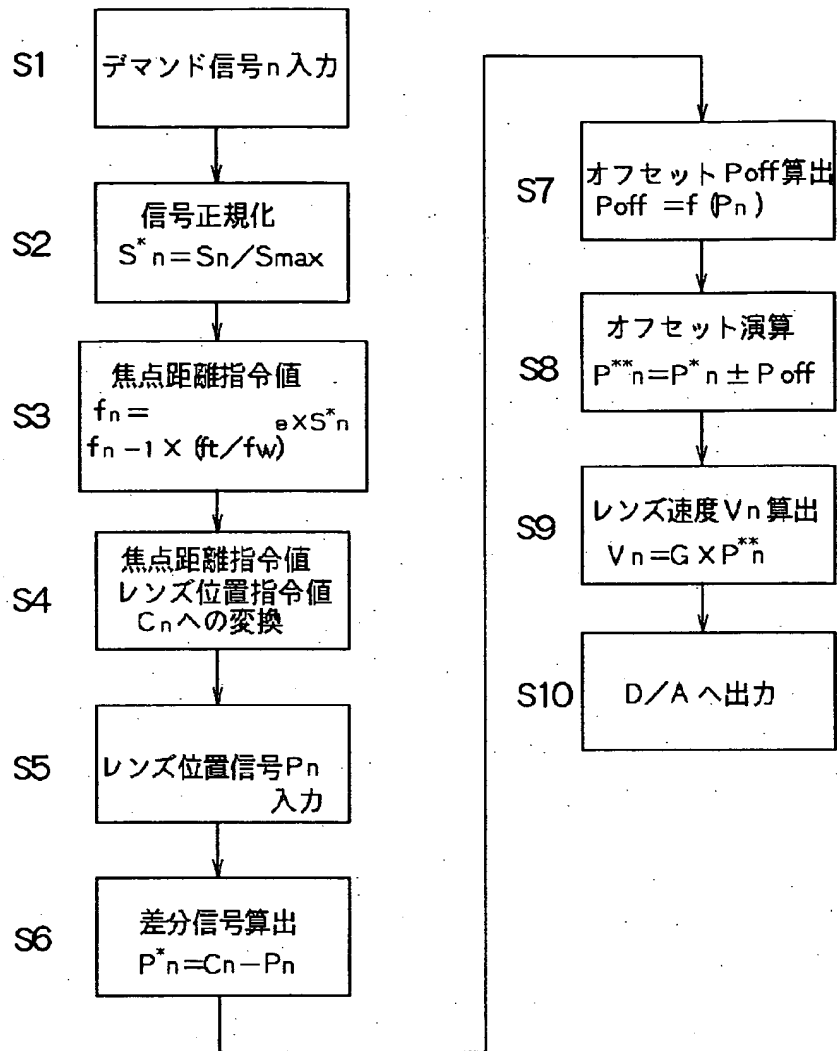 S1
デマンド信号n入力
S2
信号正規化
S*n=Sn/Smax
S3
焦点距離指令値
fn=
fn-1×(ft/fw) e×S*n
S4
焦点距離指令値
レンズ位置指令値
Cnへの変換
S5
レンズ位置信号Pn
入力
S6
差分信号算出
P*n=Cn-Pn
S7
オフセットPoff算出
Poff=f(Pn)
S8
オフセット演算
P**n=P*n±Poff
S9
レンズ速度Vn算出
Vn=G×P**n
S10
D/Aへ出力